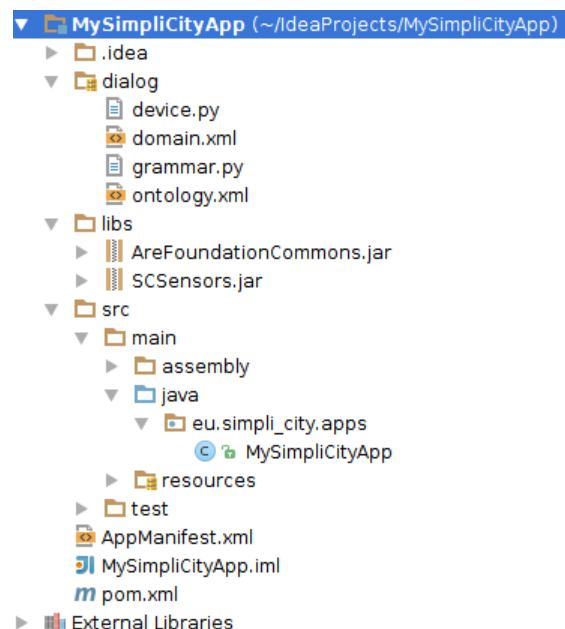 MySimpliCityApp (~/IdeaProjects/MySimpliCityApp)
.idea
dialog
device.py
domain.xml
grammar.py
ontology.xml
libs
AreFoundationCommons.jar
SCSensors.jar
src
main
assembly
java
eu.simpli_city.apps
MySimpliCityApp
resources
test
AppManifest.xml
MySimpliCityApp.iml
pom.xml
External Libraries